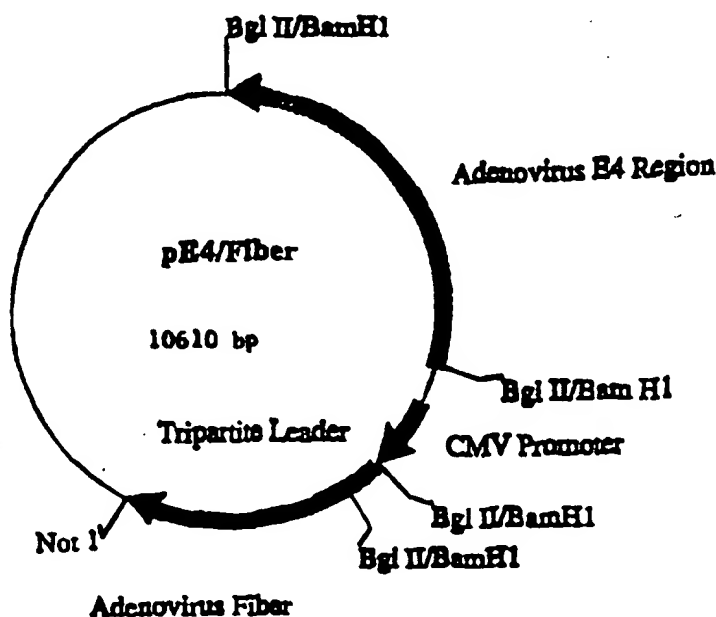 Bgl II/BamH1
Adenovirus E4 Region
pE4/Fiber
10610 bp
Bgl II/Bam H1
Tripartite Leader
CMV Promoter
Bgl II/BamH1
Not 1
Bgl II/BamH1
Adenovirus Fiber